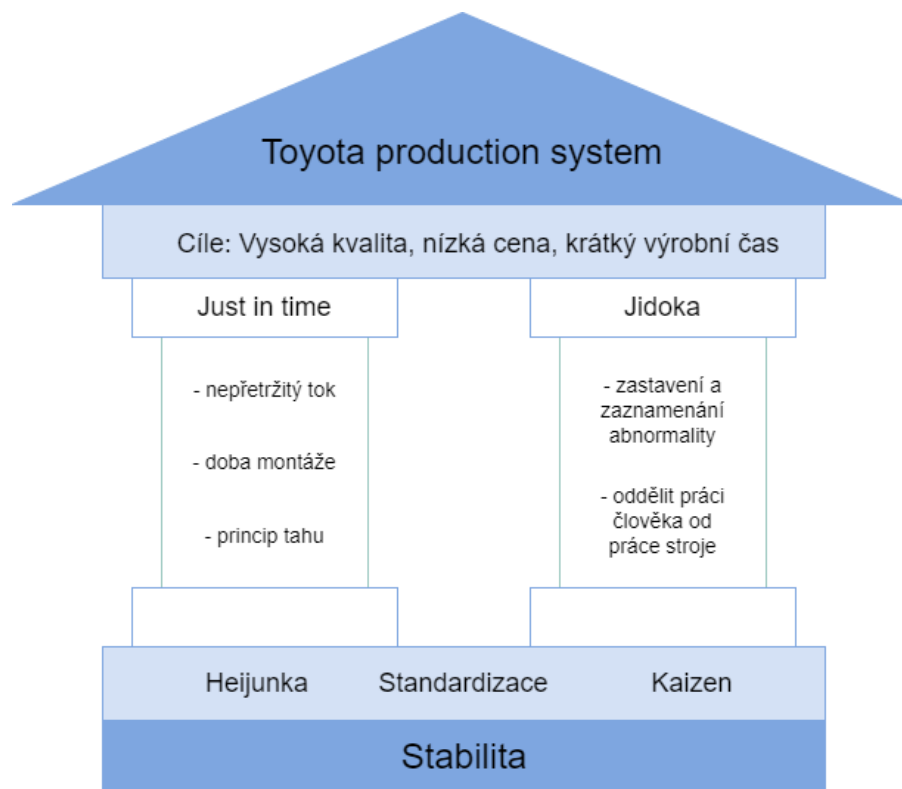 Toyota production system
Cíle: Vysoká kvalita, nízká cena, krátký výrobní čas
Just in time
- nepřetržitý tok
- doba montáže
- princip tahu
Jidoka
- zastavení a
zaznamenání
abnormality
- oddělit práci
člověka od
práce stroje
Heijunka Standardizace Kaizen
Stabilita